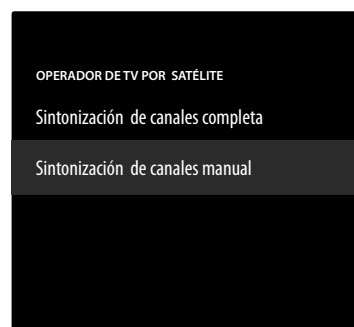 OPERADOR DE TV POR SATÉLITE
Sintonización de canales completa
Sintonización de canales manual